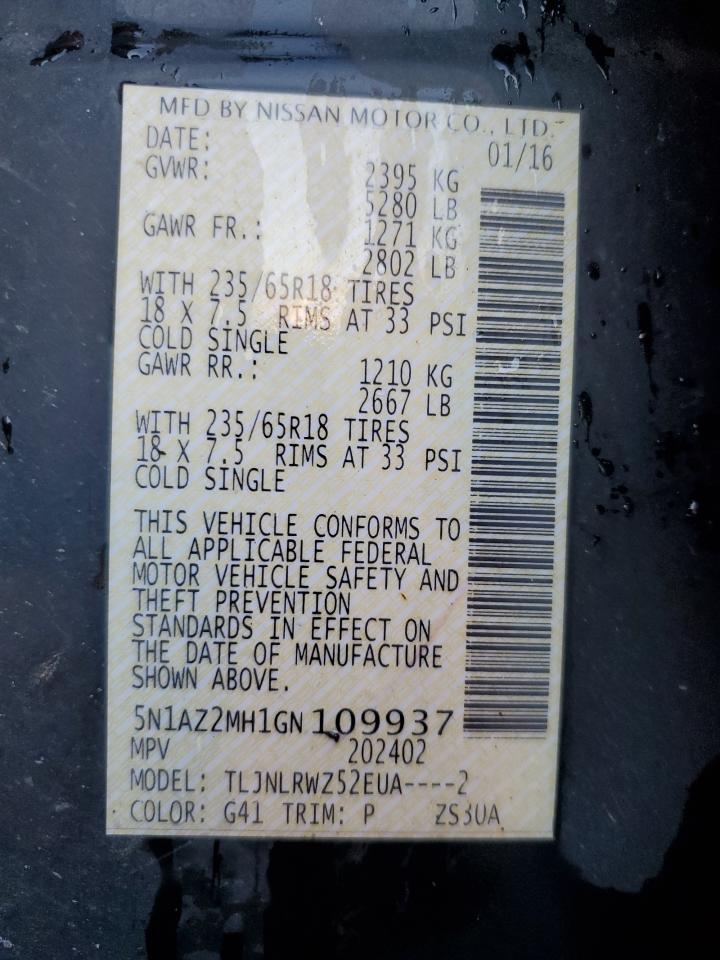 MFD BY NISSAN MOTOR CO., LTD.
DATE: 01/16
GVWR: 2395 KG
5280 LB
GAWR FR.: 1271 KG
2802 LB
WITH 235/65R18 TIRES
18 X 7.5 RIMS AT 33 PSI
COLD SINGLE
GAWR RR.: 1210 KG
2667 LB
WITH 235/65R18 TIRES
18 X 7.5 RIMS AT 33 PSI
COLD SINGLE
THIS VEHICLE CONFORMS TO
ALL APPLICABLE FEDERAL
MOTOR VEHICLE SAFETY AND
THEFT PREVENTION
STANDARDS IN EFFECT ON
THE DATE OF MANUFACTURE
SHOWN ABOVE.
5N1AZ2MH1GN109937
MPV 202402
MODEL: TLJNLRWZ52EUA----2
COLOR: G41 TRIM: P ZS3UA